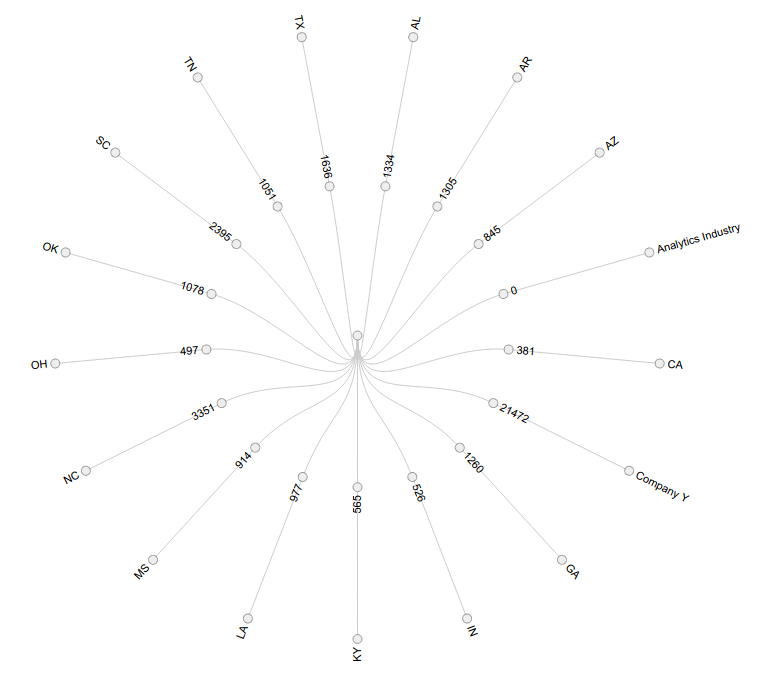 TX
AL
TN
AR
SC
AZ
1636
1334
1051
1305
2395
845
OK
Analytics Industry
1078
0
497
381
OH
CA
3351
21472
914
1260
NC
Company Y
977
565
526
MS
GA
LA
KY
IN